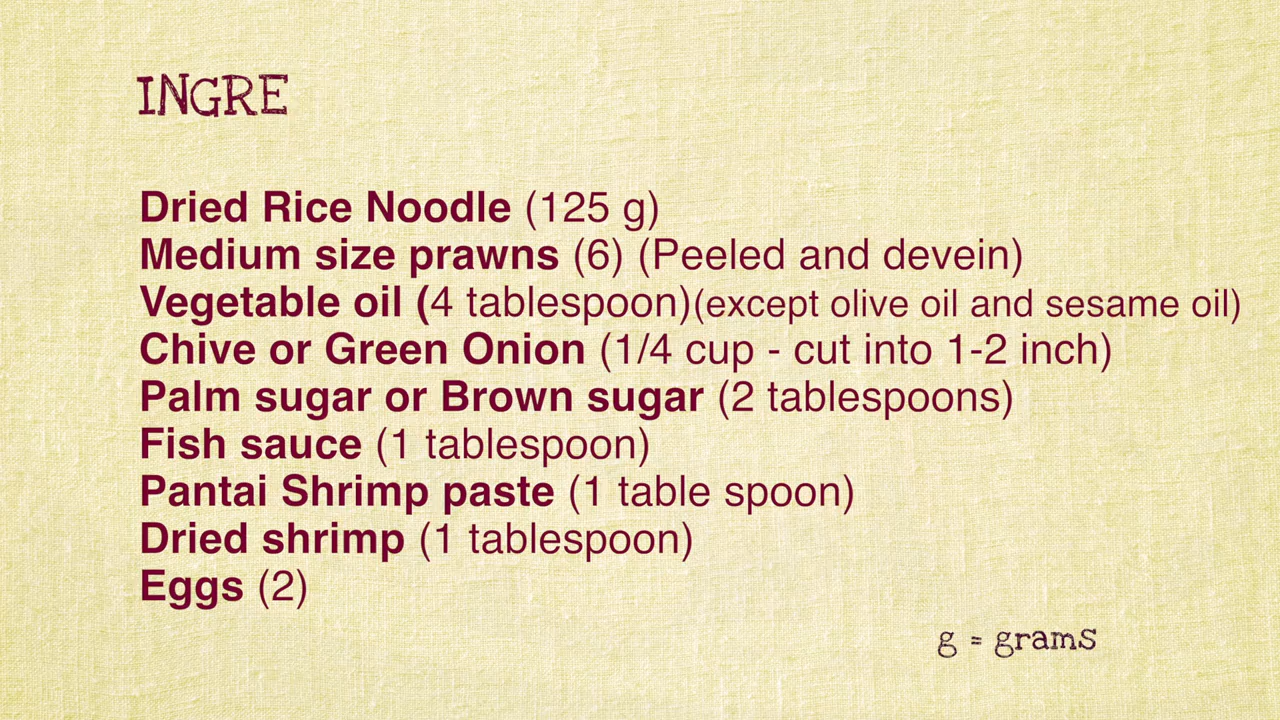 INGRE
Dried Rice Noodle (125 g)
Medium size prawns (6) (Peeled and devein)
Vegetable oil (4 tablespoon)(except olive oil and sesame oil)
Chive or Green Onion (1/4 cup - cut into 1-2 inch)
Palm sugar or Brown sugar (2 tablespoons)
Fish sauce (1 tablespoon)
Pantai Shrimp paste (1 table spoon)
Dried shrimp (1 tablespoon)
Eggs (2)
g = grams